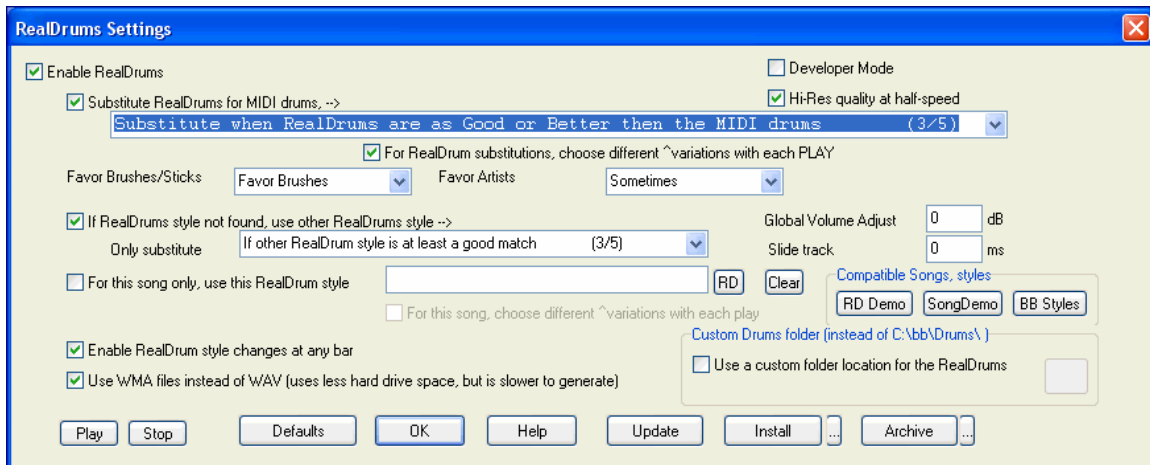 RealDrums Settings
Enable RealDrums
Developer Mode
Substitute RealDrums for MIDI drums, -->
Hi-Res quality at half-speed
Substitute when RealDrums are as Good or Better then the MIDI drums (3/5)
For RealDrum substitutions, choose different ^variations with each PLAY
Favor Brushes/Sticks Favor Brushes Favor Artists Sometimes
If RealDrums style not found, use other RealDrums style -->
Global Volume Adjust 0 dB
Only substitute If other RealDrum style is at least a good match (3/5)
Slide track 0 ms
For this song only, use this RealDrum style RD Clear
Compatible Songs, styles
RD Demo SongDemo BB Styles
For this song, choose different ^variations with each play
Custom Drums folder (instead of C:\bb\Drums\ )
Enable RealDrum style changes at any bar
Use a custom folder location for the RealDrums
Use WMA files instead of WAV (uses less hard drive space, but is slower to generate)
Play Stop Defaults OK Help Update Install ... Archive ...